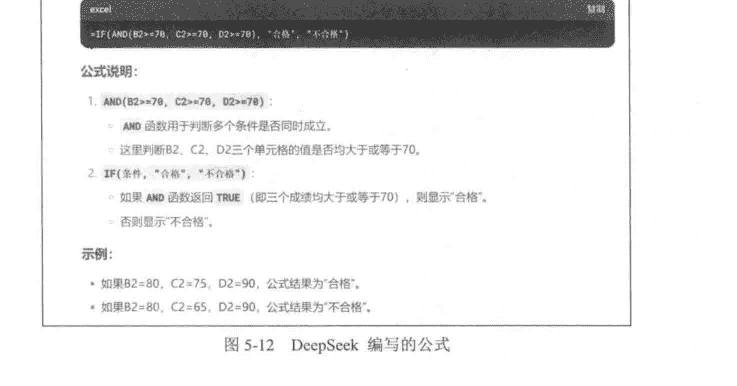 excel 复制
=IF(AND(B2>=70, C2>=70, D2>=70), "合格", "不合格")
公式说明：
1. AND(B2>=70, C2>=70, D2>=70)：
○ AND 函数用于判断多个条件是否同时成立。
○ 这里判断B2、C2、D2三个单元格的值是否均大于或等于70。
2. IF(条件, "合格", "不合格")：
○ 如果 AND 函数返回 TRUE （即三个成绩均大于或等于70），则显示"合格"。
○ 否则显示"不合格"。
示例：
• 如果B2=80，C2=75，D2=90，公式结果为"合格"。
• 如果B2=80，C2=65，D2=90，公式结果为"不合格"。
图 5-12 DeepSeek 编写的公式